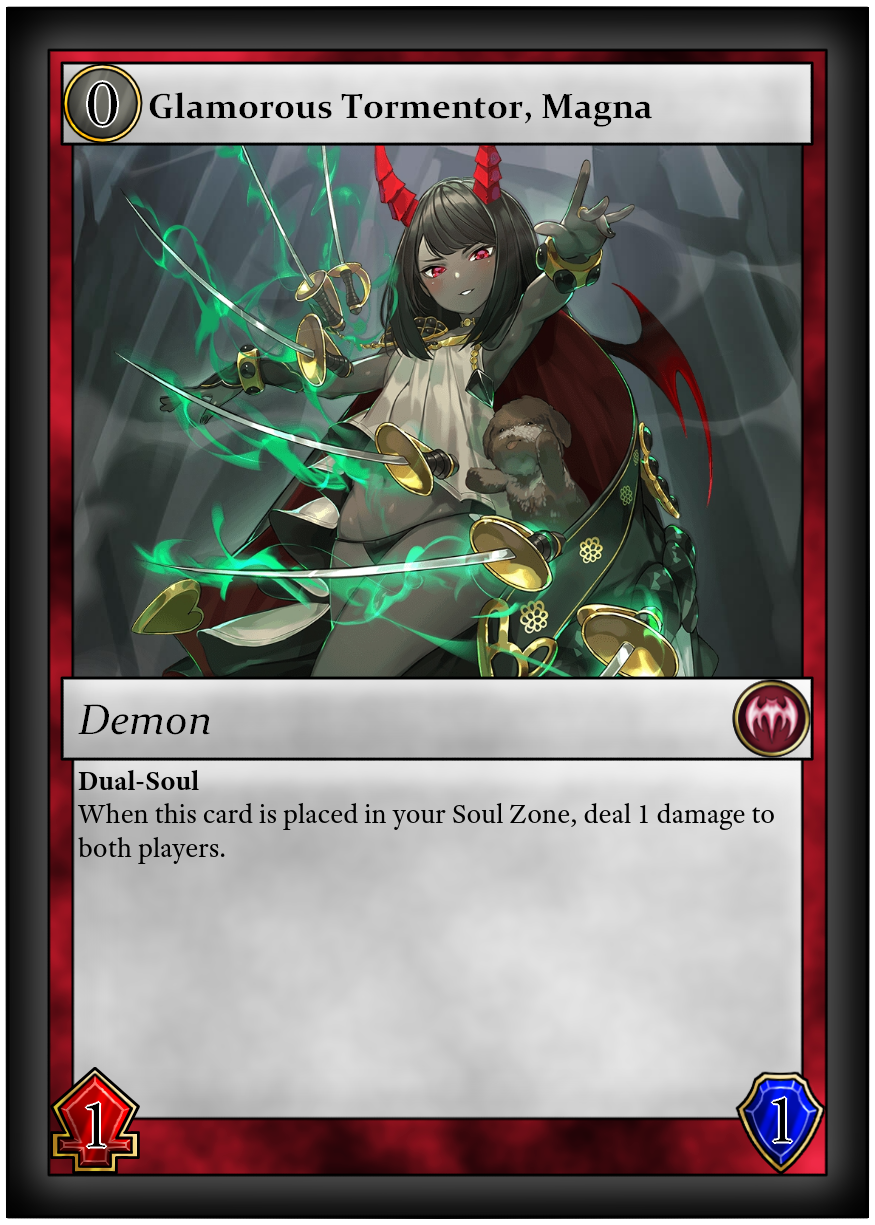 0
Glamorous Tormentor, Magna
Demon
Dual-Soul
When this card is placed in your Soul Zone, deal 1 damage to
both players.
1
1